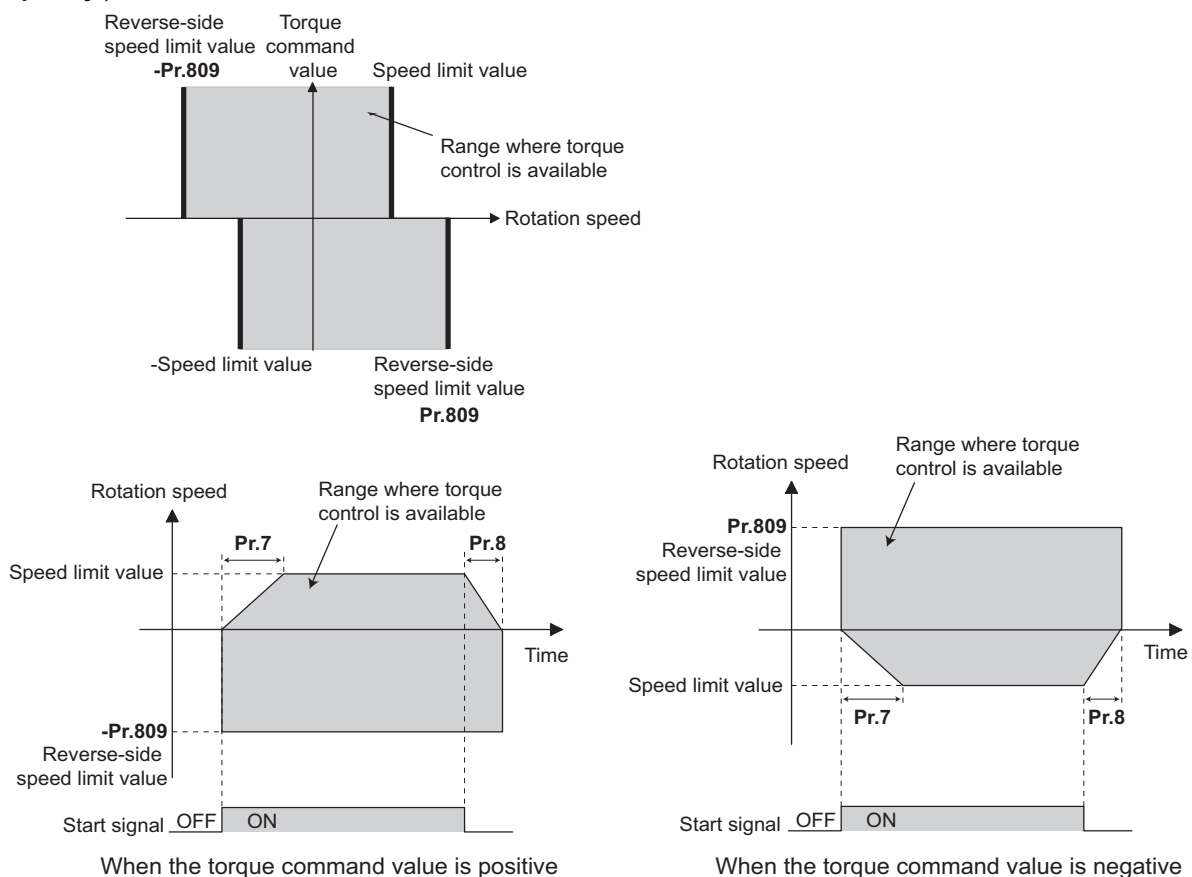 Reverse-side
speed limit value
-Pr.809
Torque
command
value
Speed limit value
Range where torque
control is available
Rotation speed
-Speed limit value
Reverse-side
speed limit value
Pr.809
Rotation speed
Range where torque
control is available
Pr.7
Pr.8
Speed limit value
Time
-Pr.809
Reverse-side
speed limit value
Start signal
OFF
ON
When the torque command value is positive
Rotation speed
Range where torque
control is available
Pr.809
Reverse-side
speed limit value
Time
Speed limit value
Pr.7
Pr.8
Start signal
OFF
ON
When the torque command value is negative